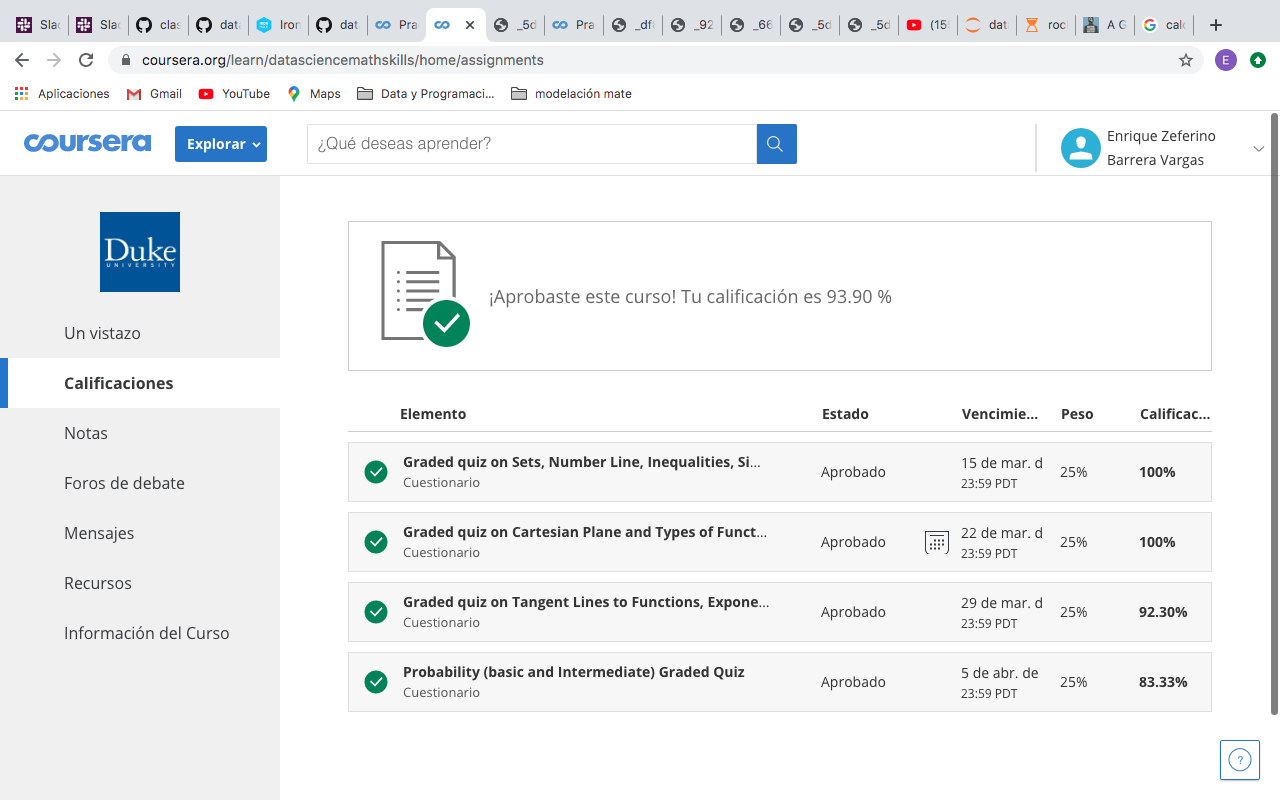 Slac
Slac
clas
data
Iron
data
Pra
_5d
Pra
_df8
_92
_66
_5d
_5d
(15
dat
roc
A G
calc
coursera.org/learn/datasciencemathskills/home/assignments
E
Aplicaciones
Gmail
YouTube
Maps
Data y Programaci...
modelación mate
coursera
Explorar
¿Qué deseas aprender?
Enrique Zeferino
Barrera Vargas
Duke
UNIVERSITY
Un vistazo
Calificaciones
Notas
Foros de debate
Mensajes
Recursos
Información del Curso
¡Aprobaste este curso! Tu calificación es 93.90 %
Elemento Estado Vencimie... Peso Calificac...
Graded quiz on Sets, Number Line, Inequalities, Si...
Cuestionario
Aprobado
15 de mar. d
23:59 PDT
25%
100%
Graded quiz on Cartesian Plane and Types of Funct...
Cuestionario
Aprobado
22 de mar. d
23:59 PDT
25%
100%
Graded quiz on Tangent Lines to Functions, Expone...
Cuestionario
Aprobado
29 de mar. d
23:59 PDT
25%
92.30%
Probability (basic and Intermediate) Graded Quiz
Cuestionario
Aprobado
5 de abr. de
23:59 PDT
25%
83.33%
?